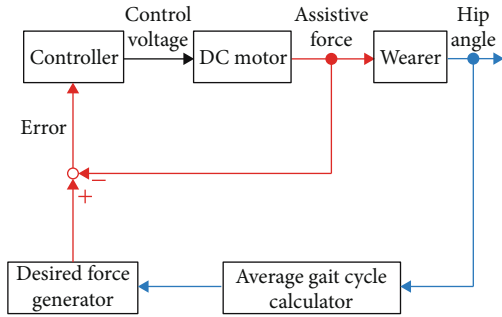 Control
voltage
Assistive
force
Hip
angle
Controller
DC motor
Wearer
Error
−
+
Desired force
generator
Average gait cycle
calculator